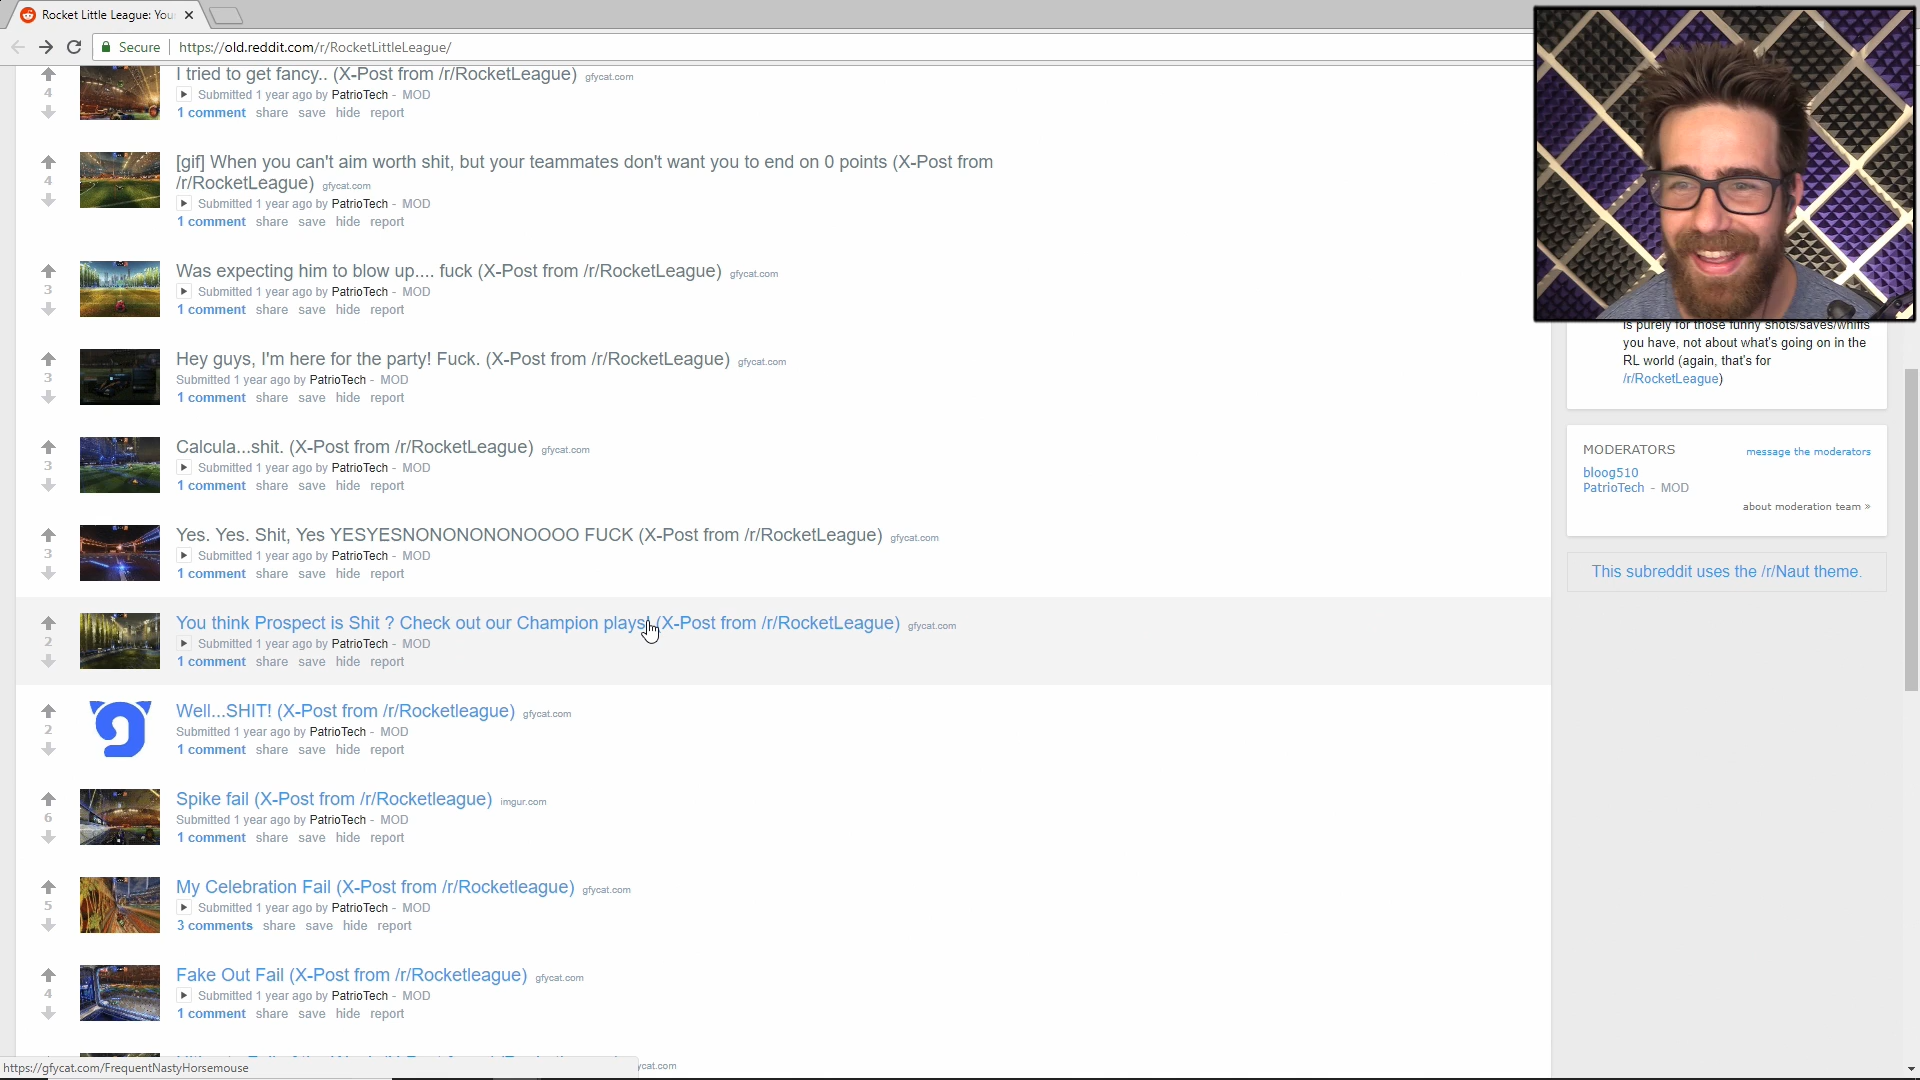 Rocket Little League: You
Secure https://old.reddit.com/r/RocketLittleLeague/
4
I tried to get fancy.. (X-Post from /r/RocketLeague) gfycat.com
Submitted 1 year ago by PatrioTech - MOD
1 comment share save hide report
4
[gif] When you can't aim worth shit, but your teammates don't want you to end on 0 points (X-Post from
/r/RocketLeague) gfycat.com
Submitted 1 year ago by PatrioTech - MOD
1 comment share save hide report
3
Was expecting him to blow up.... fuck (X-Post from /r/RocketLeague) gfycat.com
Submitted 1 year ago by PatrioTech - MOD
1 comment share save hide report
3
Hey guys, I'm here for the party! Fuck. (X-Post from /r/RocketLeague) gfycat.com
Submitted 1 year ago by PatrioTech - MOD
1 comment share save hide report
3
Calcula...shit. (X-Post from /r/RocketLeague) gfycat.com
Submitted 1 year ago by PatrioTech - MOD
1 comment share save hide report
3
Yes. Yes. Shit, Yes YESYESNONONONONOOOO FUCK (X-Post from /r/RocketLeague) gfycat.com
Submitted 1 year ago by PatrioTech - MOD
1 comment share save hide report
2
You think Prospect is Shit ? Check out our Champion plays! (X-Post from /r/RocketLeague) gfycat.com
Submitted 1 year ago by PatrioTech - MOD
1 comment share save hide report
2
Well...SHIT! (X-Post from /r/Rocketleague) gfycat.com
Submitted 1 year ago by PatrioTech - MOD
1 comment share save hide report
6
Spike fail (X-Post from /r/Rocketleague) imgur.com
Submitted 1 year ago by PatrioTech - MOD
1 comment share save hide report
5
My Celebration Fail (X-Post from /r/Rocketleague) gfycat.com
Submitted 1 year ago by PatrioTech - MOD
3 comments share save hide report
4
Fake Out Fail (X-Post from /r/Rocketleague) gfycat.com
Submitted 1 year ago by PatrioTech - MOD
1 comment share save hide report
https://gfycat.com/FrequentNastyHorsemouse
ycat.com
is purely for those funny shots/saves/whiffs
you have, not about what's going on in the
RL world (again, that's for
/r/RocketLeague)
MODERATORS message the moderators
bloog510
PatrioTech - MOD
about moderation team »
This subreddit uses the /r/Naut theme.